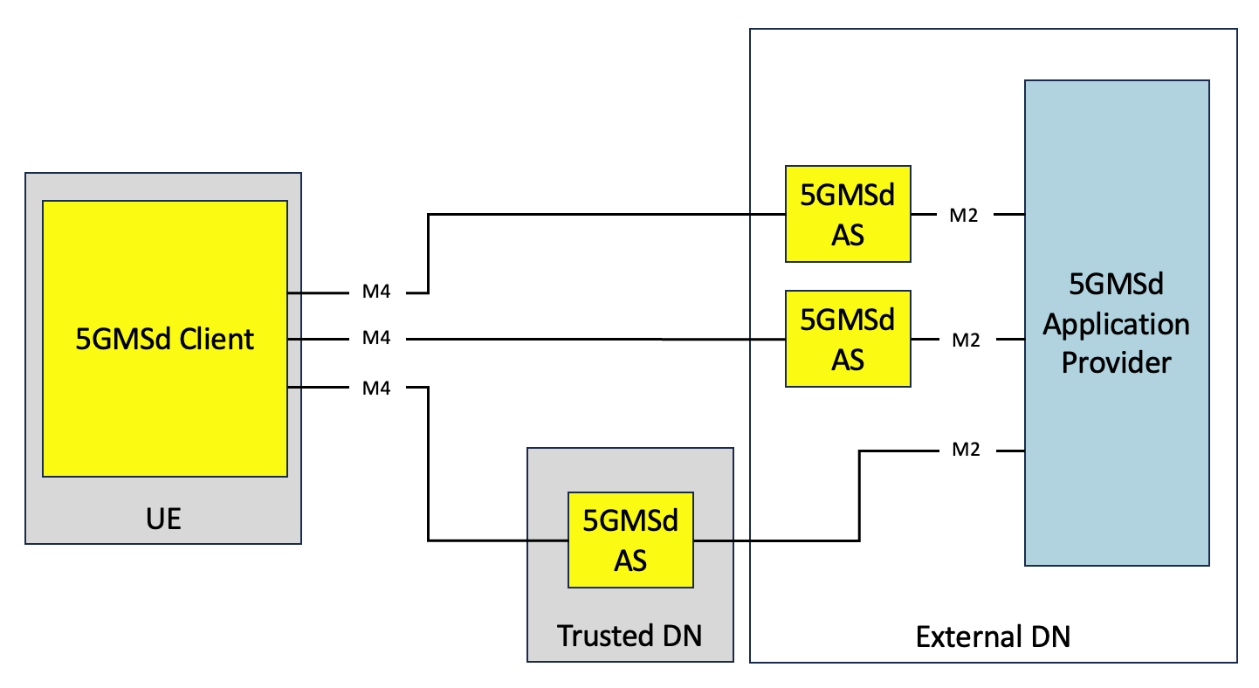 5GMSd
AS
M2
M4
5GMSd
Application
Provider
5GMSd Client
M4
5GMSd
AS
M2
M4
M2
UE
5GMSd
AS
Trusted DN
External DN